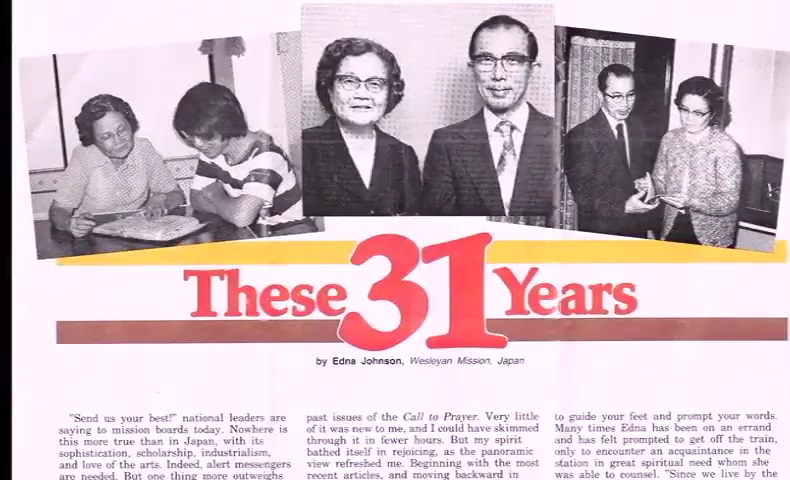 These 31 Years
by Edna Johnson, Wesleyan Mission, Japan
"Send us your best!" national leaders are
saying to mission boards today. Nowhere is
this more true than in Japan, with its
sophistication, scholarship, industrialism,
and love of the arts. Indeed, alert messengers
are needed. But one thing more outweighs
past issues of the Call to Prayer. Very little
of it was new to me, and I could have skimmed
through it in fewer hours. But my spirit
bathed itself in rejoicing, as the panoramic
view refreshed me. Beginning with the most
recent articles, and moving backward in
to guide your feet and prompt your words.
Many times Edna has been on an errand
and has felt prompted to get off the train,
only to encounter an acquaintance in the
station in great spiritual need whom she
was able to counsel. "Since we live by the